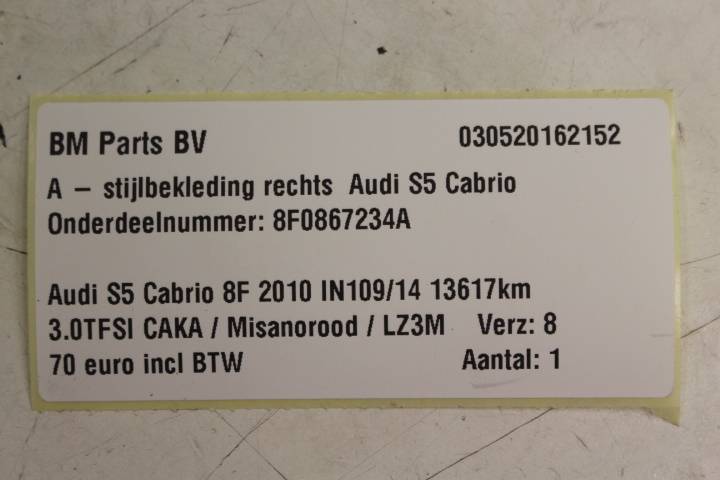 BM Parts BV 030520162152
A – stijlbekleding rechts Audi S5 Cabrio
Onderdeelnummer: 8F0867234A
Audi S5 Cabrio 8F 2010 IN109/14 13617km
3.0TFSI CAKA / Misanorood / LZ3M Verz: 8
70 euro incl BTW Aantal: 1